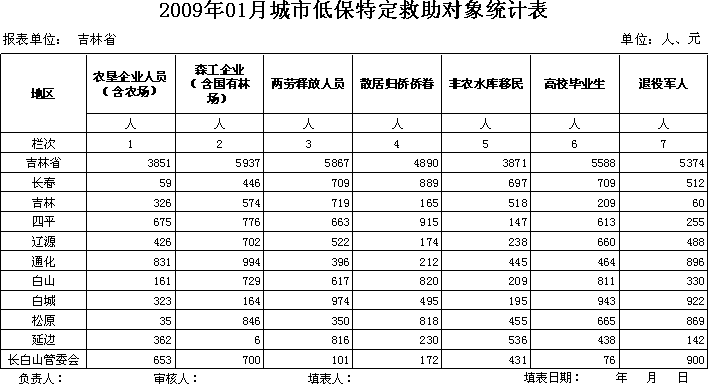 2009年01月城市低保特定救助对象统计表
报表单位： 吉林省 单位：人、元
地区 农垦企业人员（含农场） 森工企业（含国有林场） 两劳释放人员 散居归侨侨眷 非农水库移民 高校毕业生 退役军人
人 人 人 人 人 人 人
栏次 1 2 3 4 5 6 7
吉林省 3851 5937 5867 4890 3871 5588 5374
长春 59 446 709 889 697 709 512
吉林 326 574 719 165 518 209 60
四平 675 776 663 915 147 613 255
辽源 426 702 522 174 238 660 488
通化 831 994 396 212 445 464 896
白山 161 729 617 820 209 811 330
白城 323 164 974 495 195 943 922
松原 35 846 350 818 455 665 869
延边 362 6 816 230 536 438 142
长白山管委会 653 700 101 172 431 76 900
负责人： 审核人： 填表人： 填表日期： 年 月 日